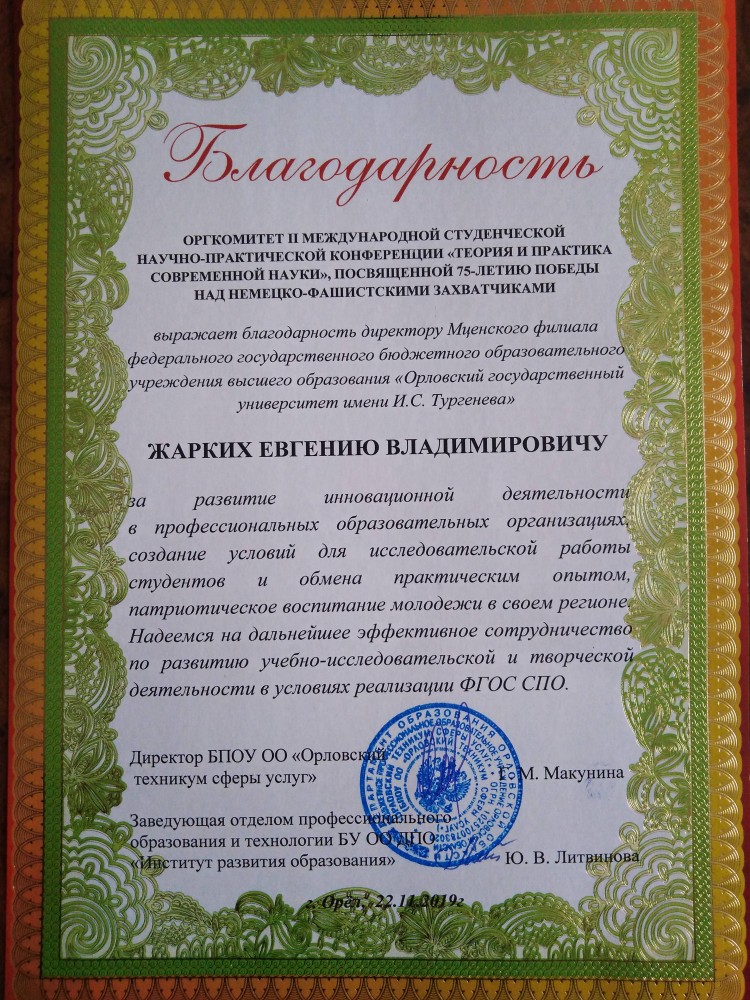 Благодарность
ОРГКОМИТЕТ II МЕЖДУНАРОДНОЙ СТУДЕНЧЕСКОЙ
НАУЧНО-ПРАКТИЧЕСКОЙ КОНФЕРЕНЦИИ «ТЕОРИЯ И ПРАКТИКА
СОВРЕМЕННОЙ НАУКИ», ПОСВЯЩЕННОЙ 75-ЛЕТИЮ ПОБЕДЫ
НАД НЕМЕЦКО-ФАШИСТСКИМИ ЗАХВАТЧИКАМИ
выражает благодарность директору Мценского филиала
федерального государственного бюджетного образовательного
учреждения высшего образования «Орловский государственный
университет имени И.С. Тургенева»
ЖАРКИХ ЕВГЕНИЮ ВЛАДИМИРОВИЧУ
за развитие инновационной деятельности
в профессиональных образовательных организациях,
создание условий для исследовательской работы
студентов и обмена практическим опытом,
патриотическое воспитание молодежи в своем регионе.
Надеемся на дальнейшее эффективное сотрудничество
по развитию учебно-исследовательской и творческой
деятельности в условиях реализации ФГОС СПО.
Директор БПОУ ОО «Орловский
техникум сферы услуг» М. Макунина
Заведующая отделом профессионального
образования и технологии БУ ОО ДПО
«Институт развития образования» Ю. В. Литвинова
г. Орёл, 22.11.2019г